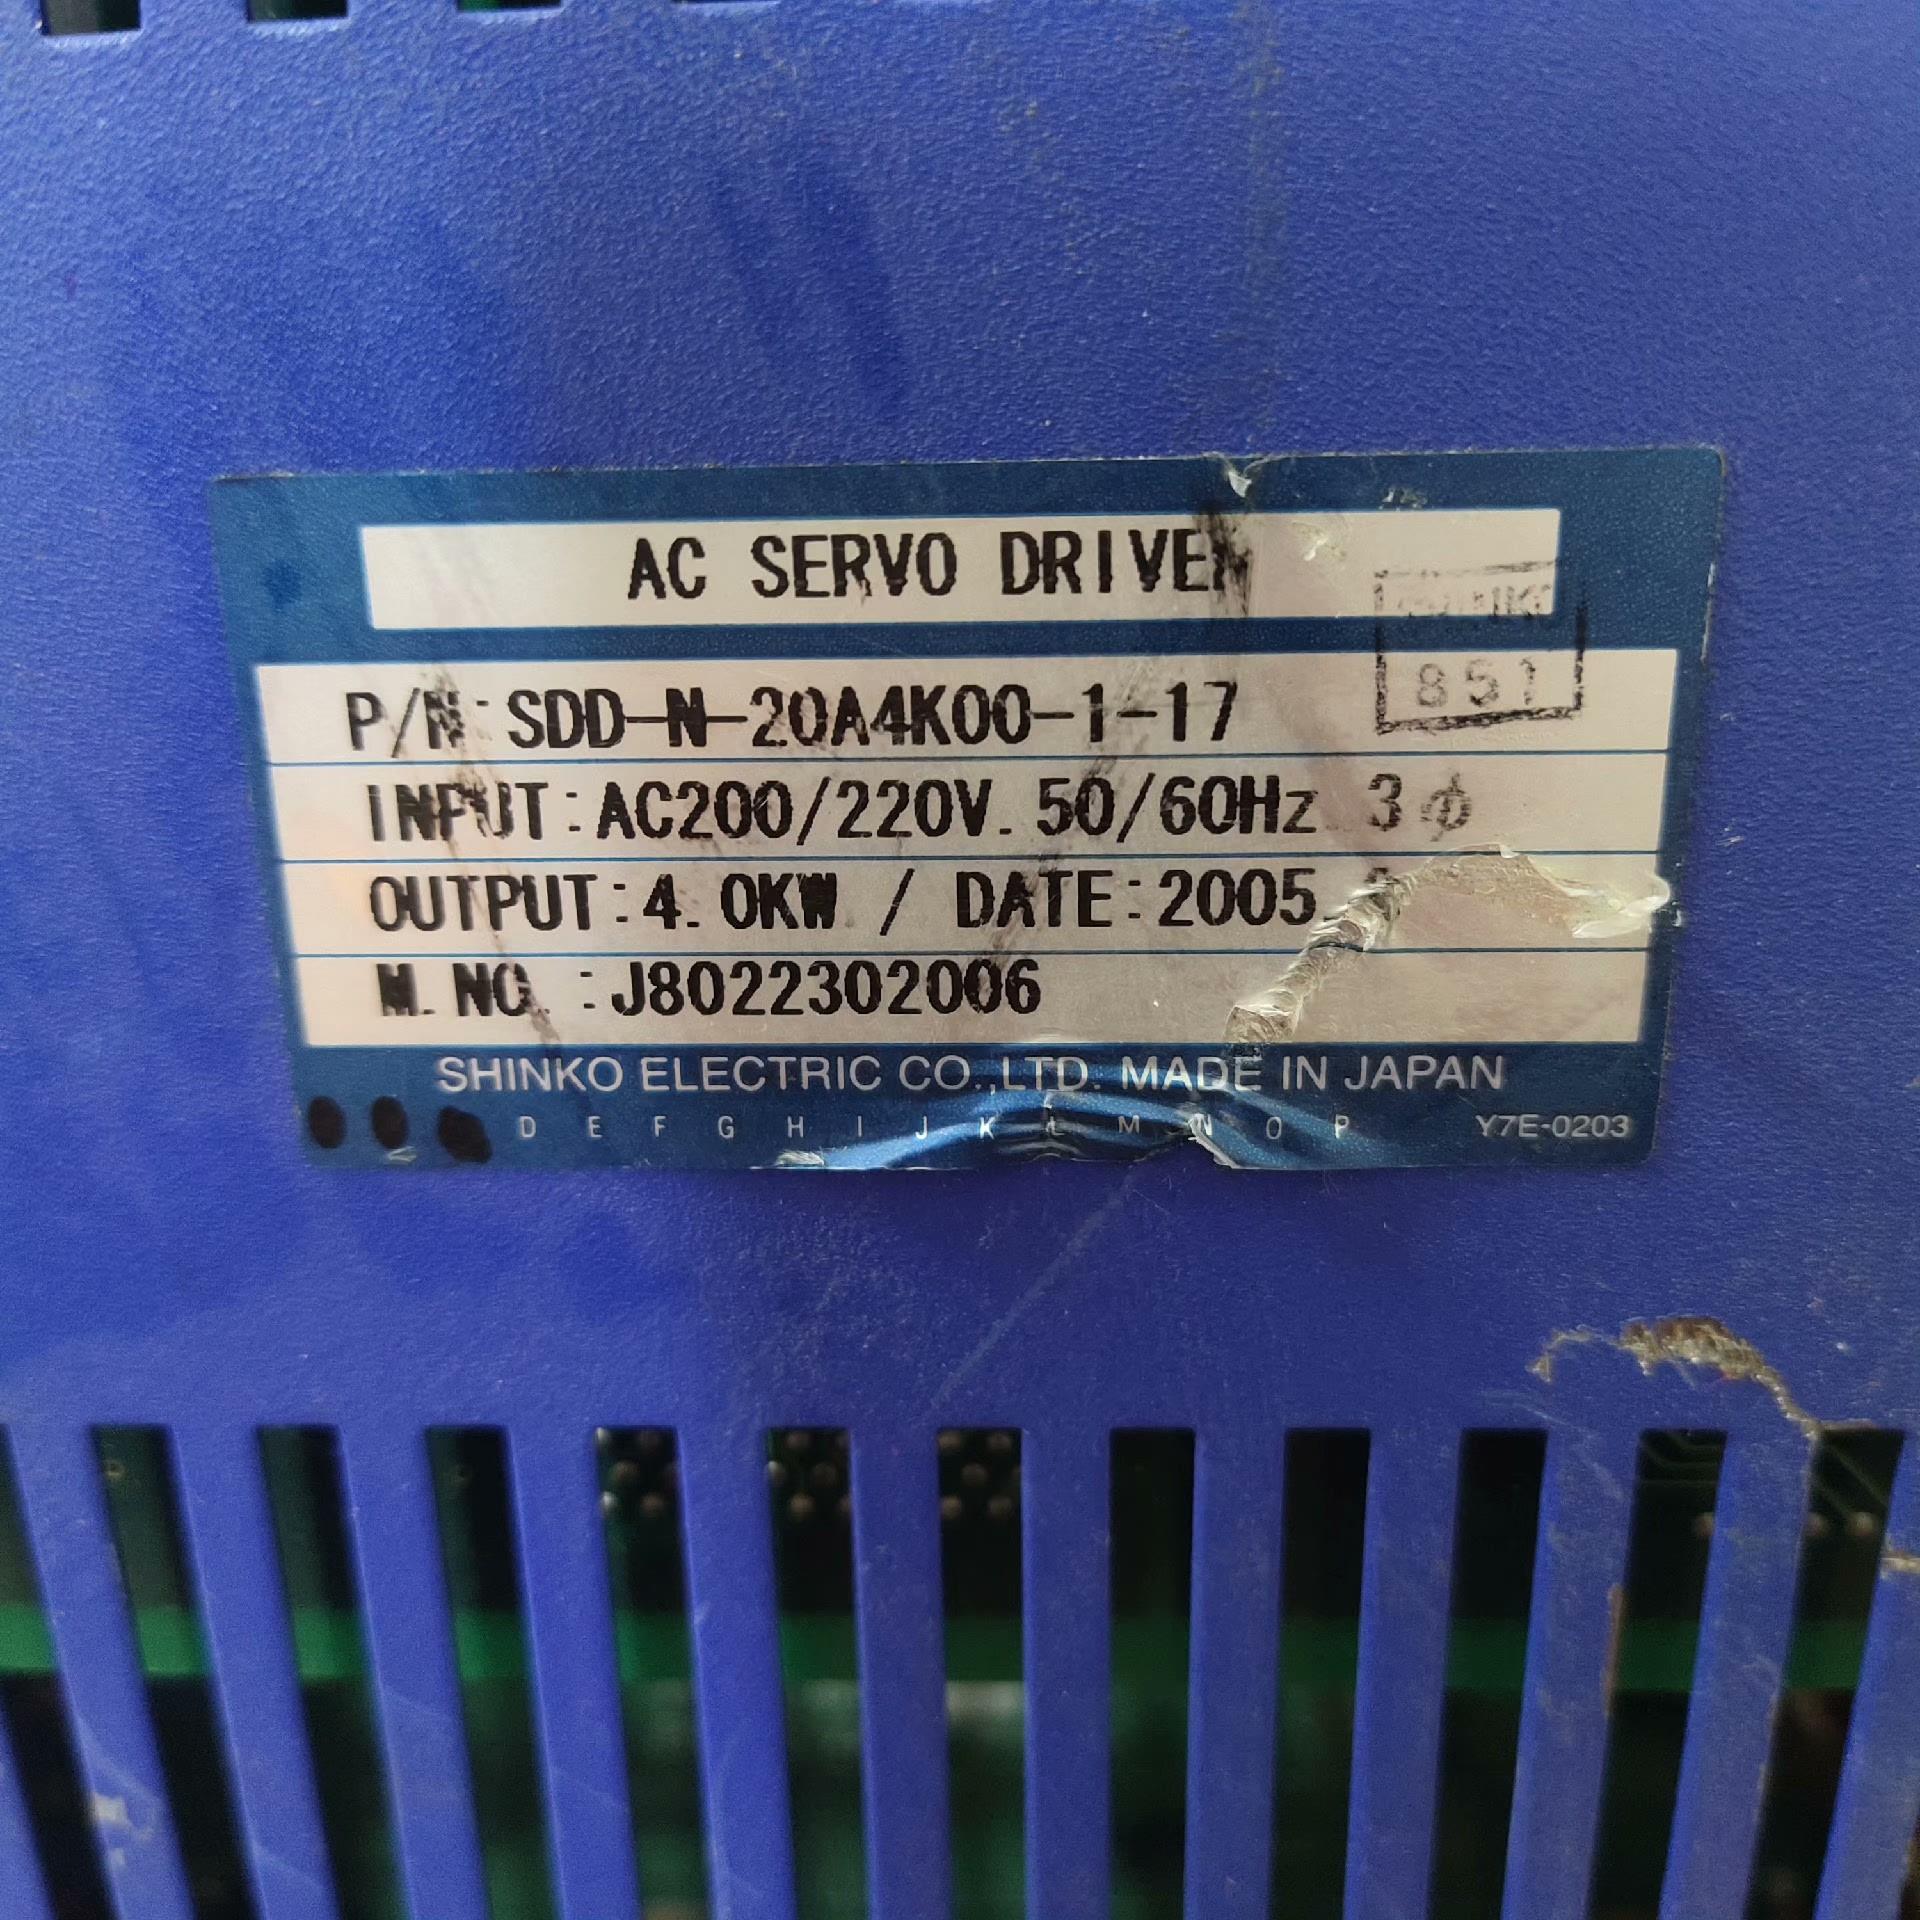 AC SERVO DRIVER
P/N:SDD-N-20A4K00-1-17
851
INPUT:AC200/220V.50/60Hz 3φ
OUTPUT:4.0KW / DATE:2005.
M.NO.:J8022302006
SHINKO ELECTRIC CO.,LTD. MADE IN JAPAN
D E F G H I J K L M N O P Y7E-0203